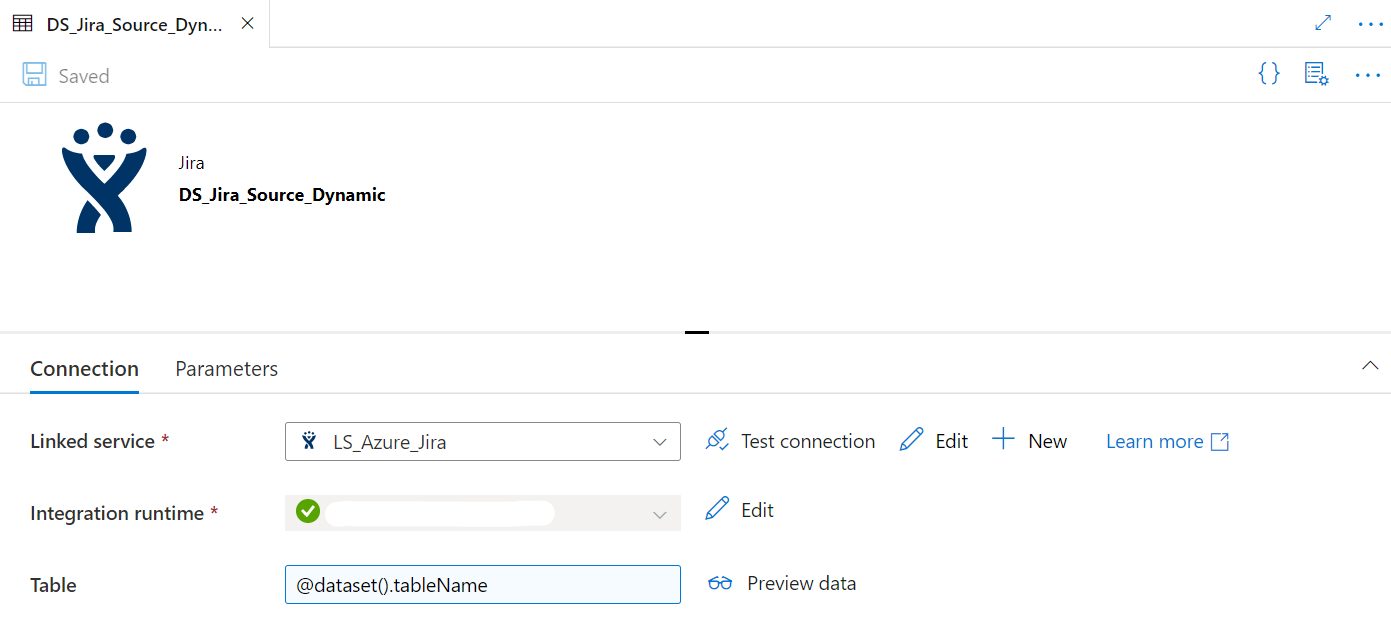 DS_Jira_Source_Dyn...
Saved
Jira
DS_Jira_Source_Dynamic
Connection Parameters
Linked service * LS_Azure_Jira Test connection Edit New Learn more
Integration runtime * Edit
Table @dataset().tableName Preview data